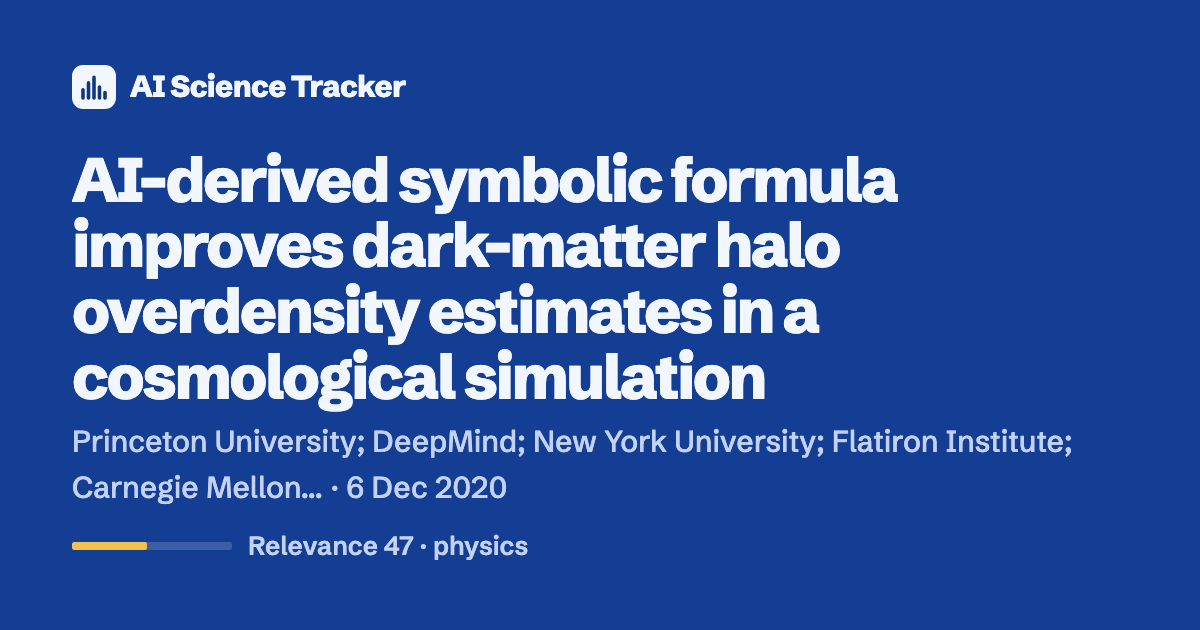 AI Science Tracker
AI-derived symbolic formula
improves dark-matter halo
overdensity estimates in a
cosmological simulation
Princeton University; DeepMind; New York University; Flatiron Institute;
Carnegie Mellon... · 6 Dec 2020
Relevance 47 · physics